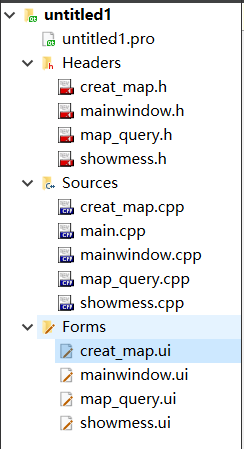 untitled1
untitled1.pro
Headers
creat_map.h
mainwindow.h
map_query.h
showmess.h
Sources
creat_map.cpp
main.cpp
mainwindow.cpp
map_query.cpp
showmess.cpp
Forms
creat_map.ui
mainwindow.ui
map_query.ui
showmess.ui